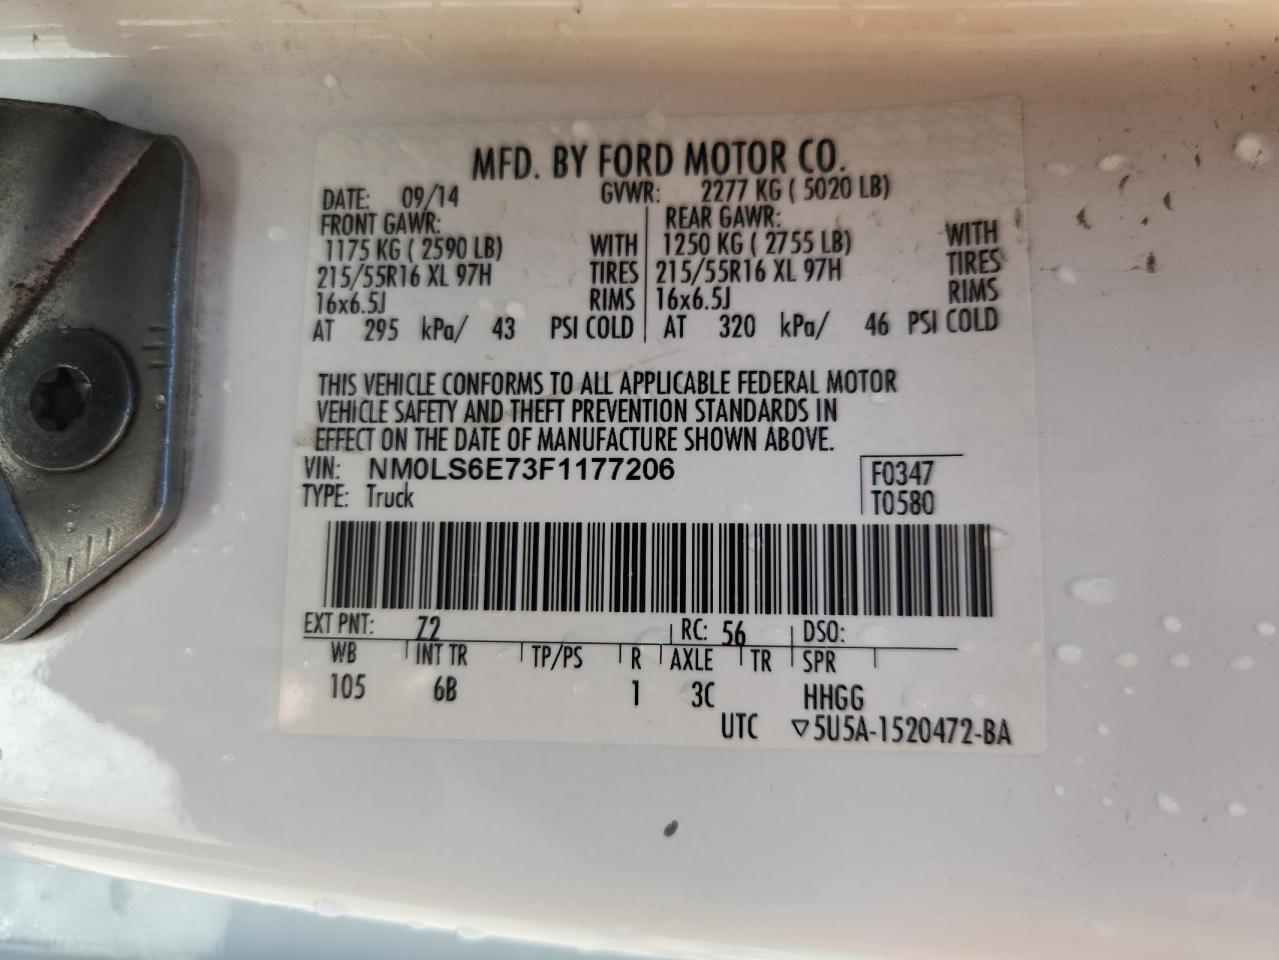 MFD. BY FORD MOTOR CO.
DATE: 09/14 GVWR: 2277 KG ( 5020 LB)
FRONT GAWR: REAR GAWR:
1175 KG ( 2590 LB) WITH 1250 KG ( 2755 LB) WITH
215/55R16 XL 97H TIRES 215/55R16 XL 97H TIRES
16x6.5J RIMS 16x6.5J RIMS
AT 295 kPa/ 43 PSI COLD AT 320 kPa/ 46 PSI COLD
THIS VEHICLE CONFORMS TO ALL APPLICABLE FEDERAL MOTOR
VEHICLE SAFETY AND THEFT PREVENTION STANDARDS IN
EFFECT ON THE DATE OF MANUFACTURE SHOWN ABOVE.
VIN: NM0LS6E73F1177206 F0347
TYPE: Truck T0580
EXT PNT: Z2 RC: 56 DSO:
WB INT TR TP/PS R AXLE TR SPR
105 6B 1 3C HHGG
UTC ▽5U5A-1520472-BA